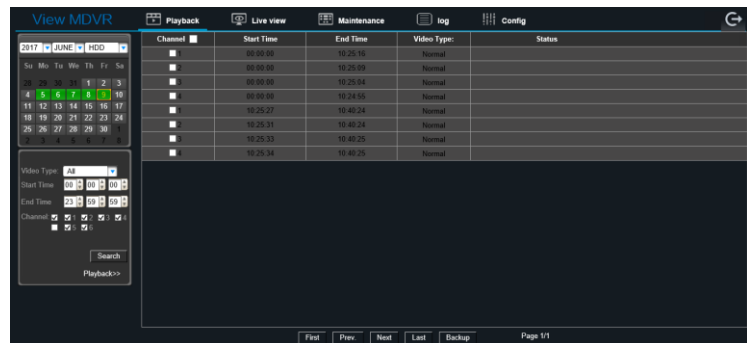 View MDVR
Playback Live view Maintenance log Config
2017 JUNE HDD
Su Mo Tu We Th Fr Sa
28 29 30 31 1 2 3
4 5 6 7 8 9 10
11 12 13 14 15 16 17
18 19 20 21 22 23 24
25 26 27 28 29 30 1
2 3 4 5 6 7 8
Video Type: All
Start Time: 00 00 00
End Time: 23 59 59
Channel: 1 2 3 4
5 6
Search
Playback>>
Channel Start Time End Time Video Type: Status
1 00:00:00 10:25:16 Normal
2 00:00:00 10:25:09 Normal
3 00:00:00 10:25:04 Normal
4 00:00:00 10:24:55 Normal
1 10:25:27 10:40:24 Normal
2 10:25:31 10:40:24 Normal
3 10:25:33 10:40:25 Normal
4 10:25:34 10:40:25 Normal
First Prev. Next Last Backup Page 1/1